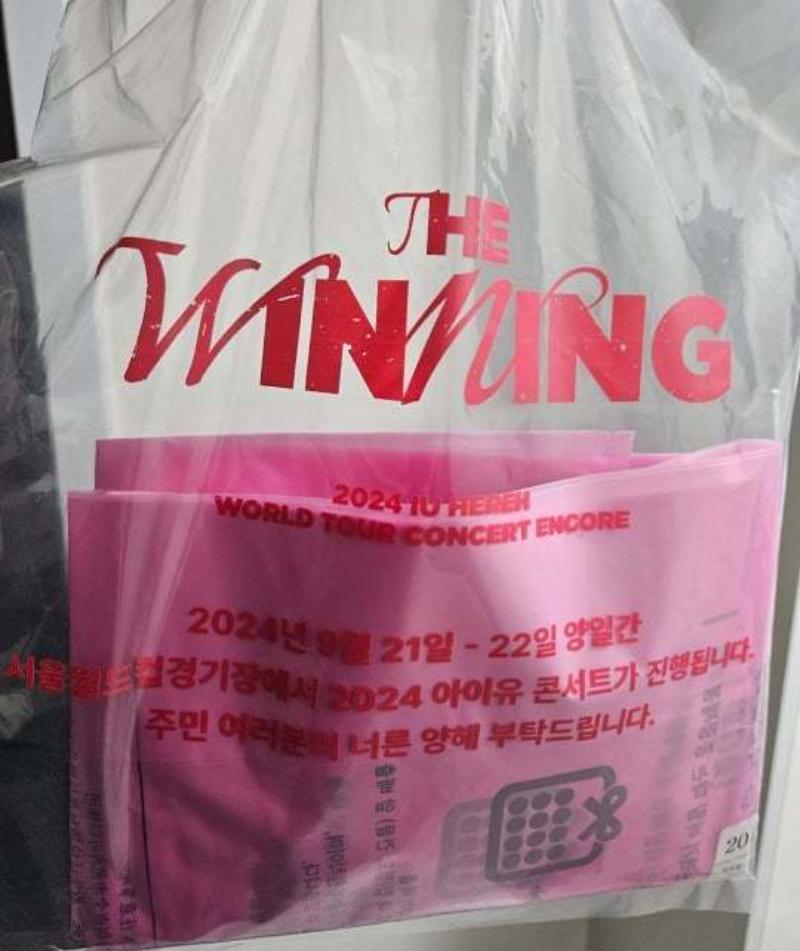 THE
WINNING
2024 IU HEREH
WORLD TOUR CONCERT ENCORE
2024년 9월 21일 - 22일 양일간
서울월드컵경기장에서 2024 아이유 콘서트가 진행됩니다.
주민 여러분의 너른 양해 부탁드립니다.
20